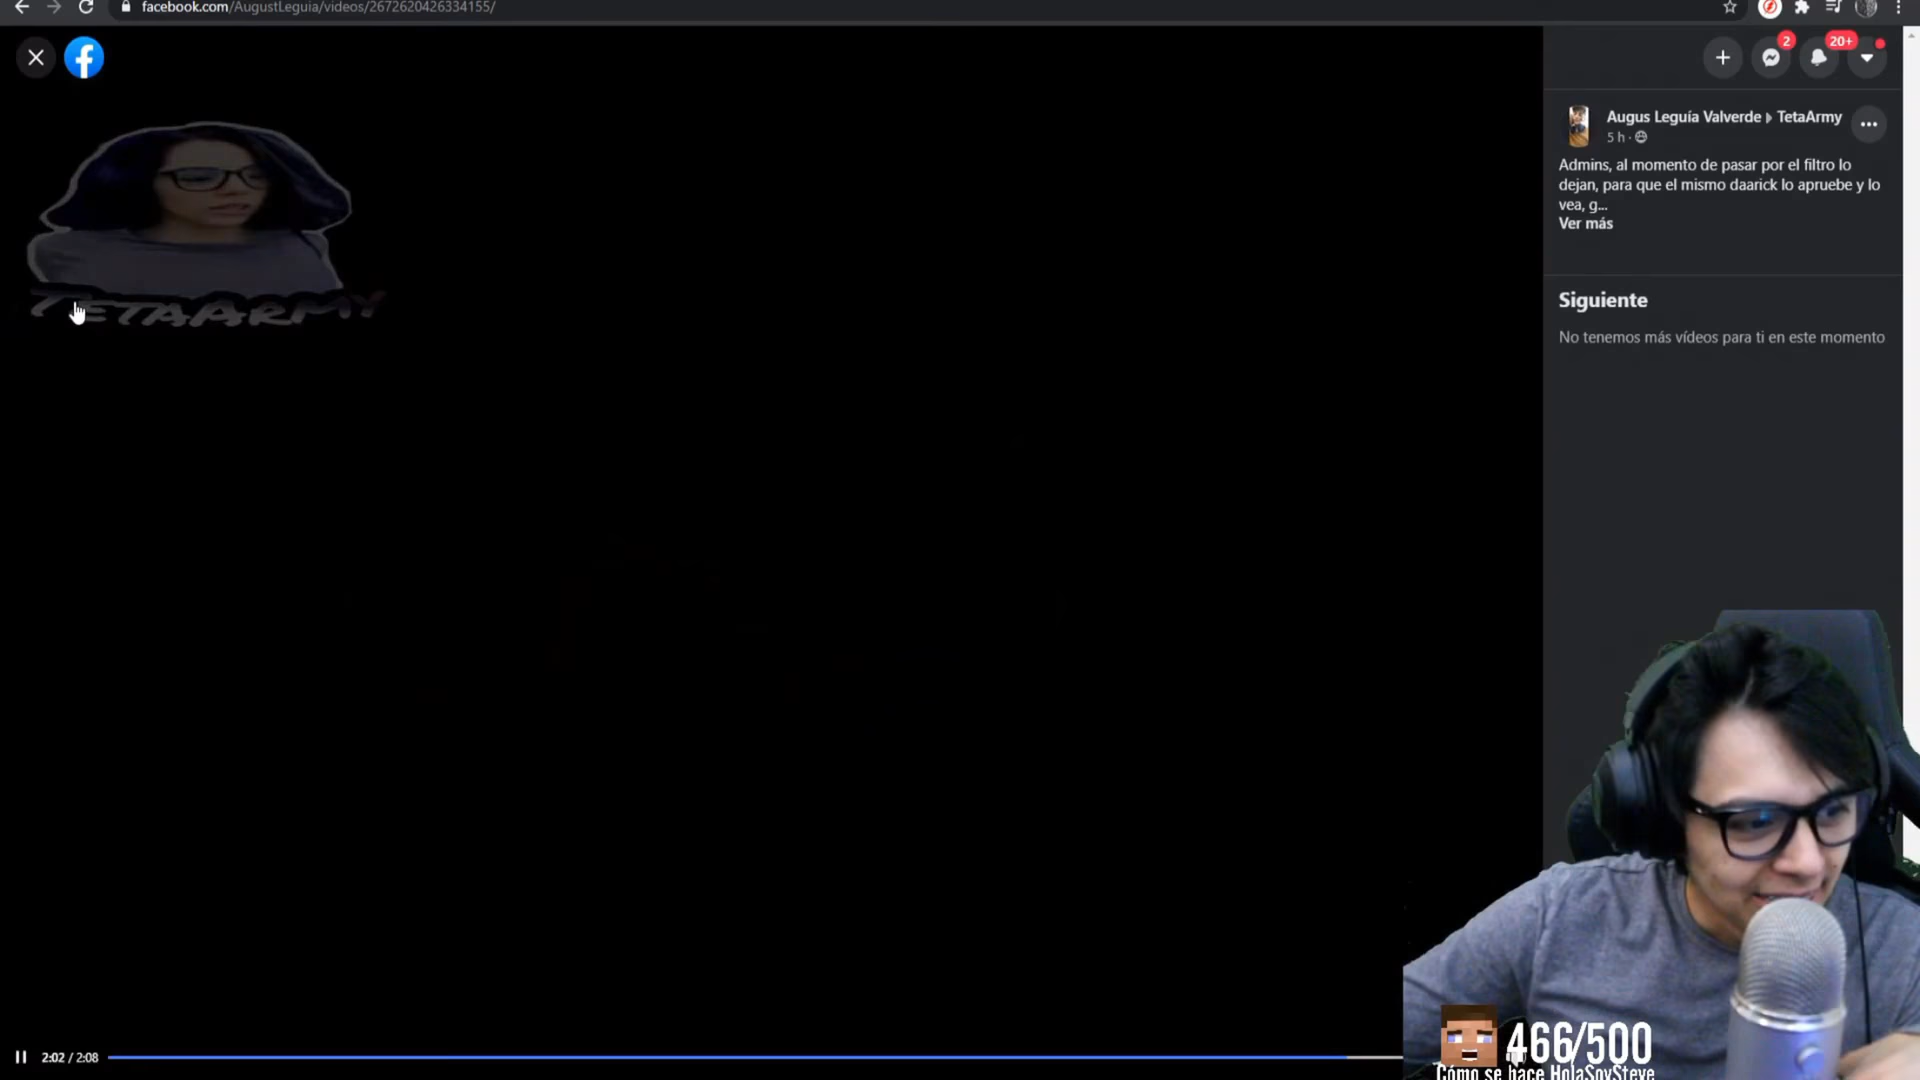 facebook.com/AugustLeguia/videos/2672620426334155/
2
20+
Augus Leguía Valverde ▸ TetaArmy
5 h ·
Admins, al momento de pasar por el filtro lo
dejan, para que el mismo daarick lo apruebe y lo
vea, g...
Ver más
Siguiente
No tenemos más vídeos para ti en este momento
TETAARMY
2:02 / 2:08
466/500
Cómo se hace HolaSoySteve